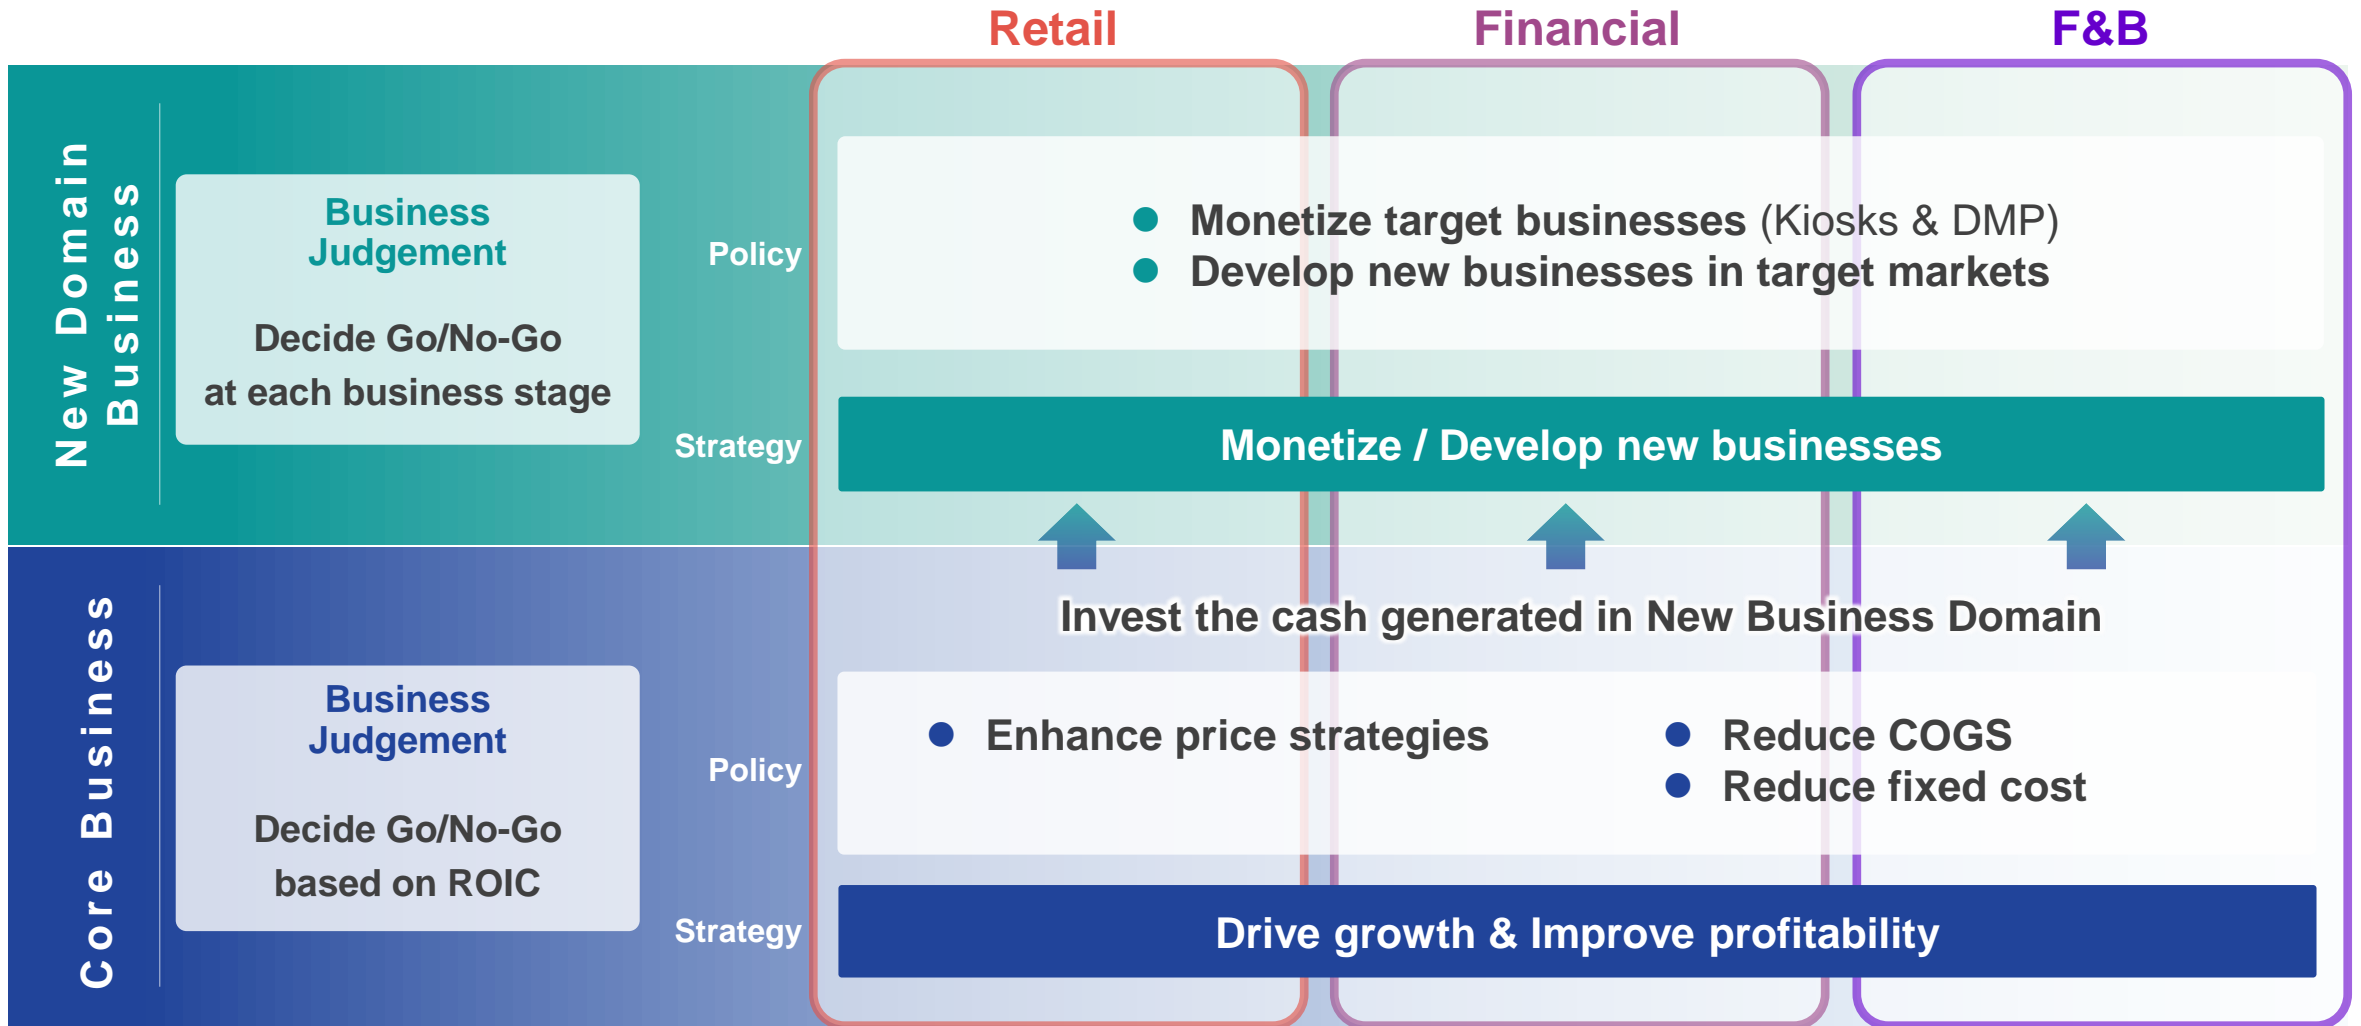 Retail
Financial
F&B
New Domain
Business
Business
Judgement
Decide Go/No-Go
at each business stage
Policy
● Monetize target businesses (Kiosks & DMP)
● Develop new businesses in target markets
Strategy
Monetize / Develop new businesses
Invest the cash generated in New Business Domain
Core Business
Business
Judgement
Decide Go/No-Go
based on ROIC
Policy
● Enhance price strategies
● Reduce COGS
● Reduce fixed cost
Strategy
Drive growth & Improve profitability